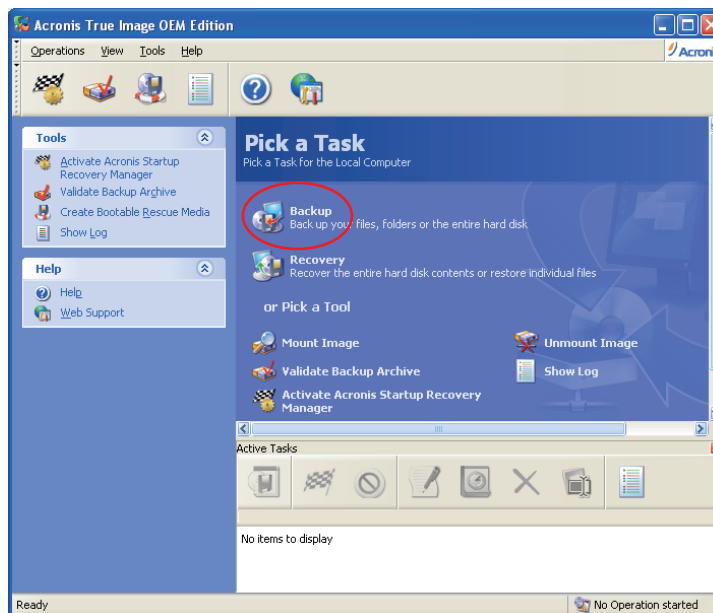 Acronis True Image OEM Edition
Operations View Tools Help
Acroni
Tools
Activate Acronis Startup
Recovery Manager
Validate Backup Archive
Create Bootable Rescue Media
Show Log
Help
Help
Web Support
Pick a Task
Pick a Task for the Local Computer
Backup
Back up your files, folders or the entire hard disk
Recovery
Recover the entire hard disk contents or restore individual files
or Pick a Tool
Mount Image
Unmount Image
Validate Backup Archive
Show Log
Activate Acronis Startup Recovery
Manager
Active Tasks
No items to display
Ready
No Operation started